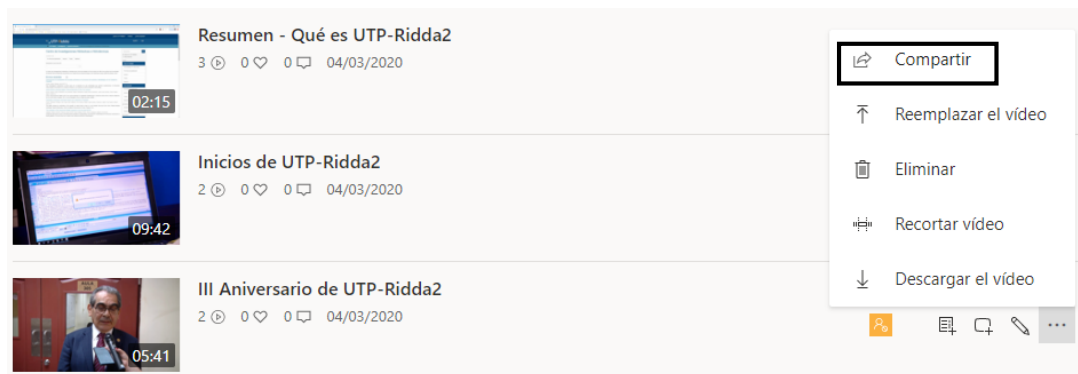 Resumen - Qué es UTP-Ridda2
3 0 0 04/03/2020
02:15
Inicios de UTP-Ridda2
2 0 0 04/03/2020
09:42
III Aniversario de UTP-Ridda2
2 0 0 04/03/2020
05:41
Compartir
Reemplazar el vídeo
Eliminar
Recortar vídeo
Descargar el vídeo